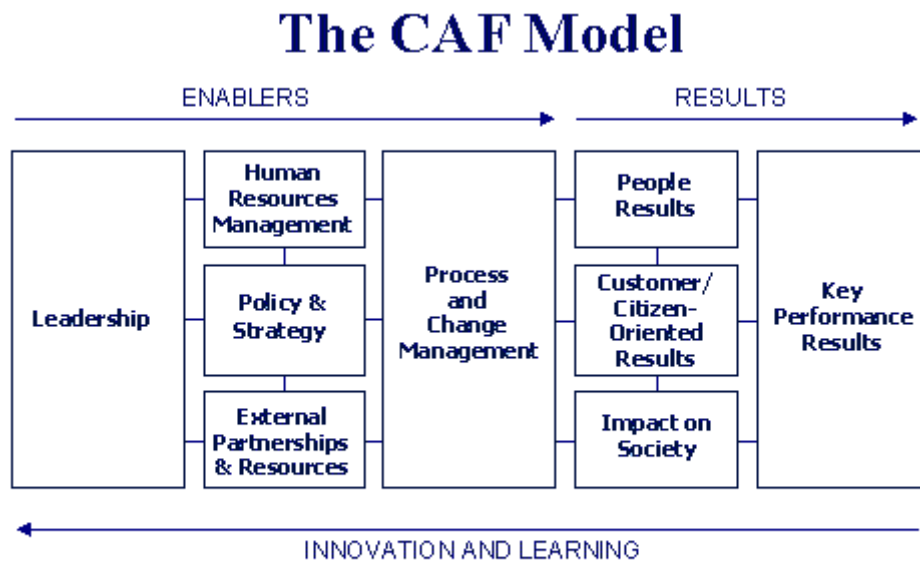 The CAF Model
ENABLERS
RESULTS
Leadership
Human
Resources
Management
Policy &
Strategy
External
Partnerships
& Resources
Process
and
Change
Management
People
Results
Customer/
Citizen-
Oriented
Results
Impact on
Society
Key
Performance
Results
INNOVATION AND LEARNING